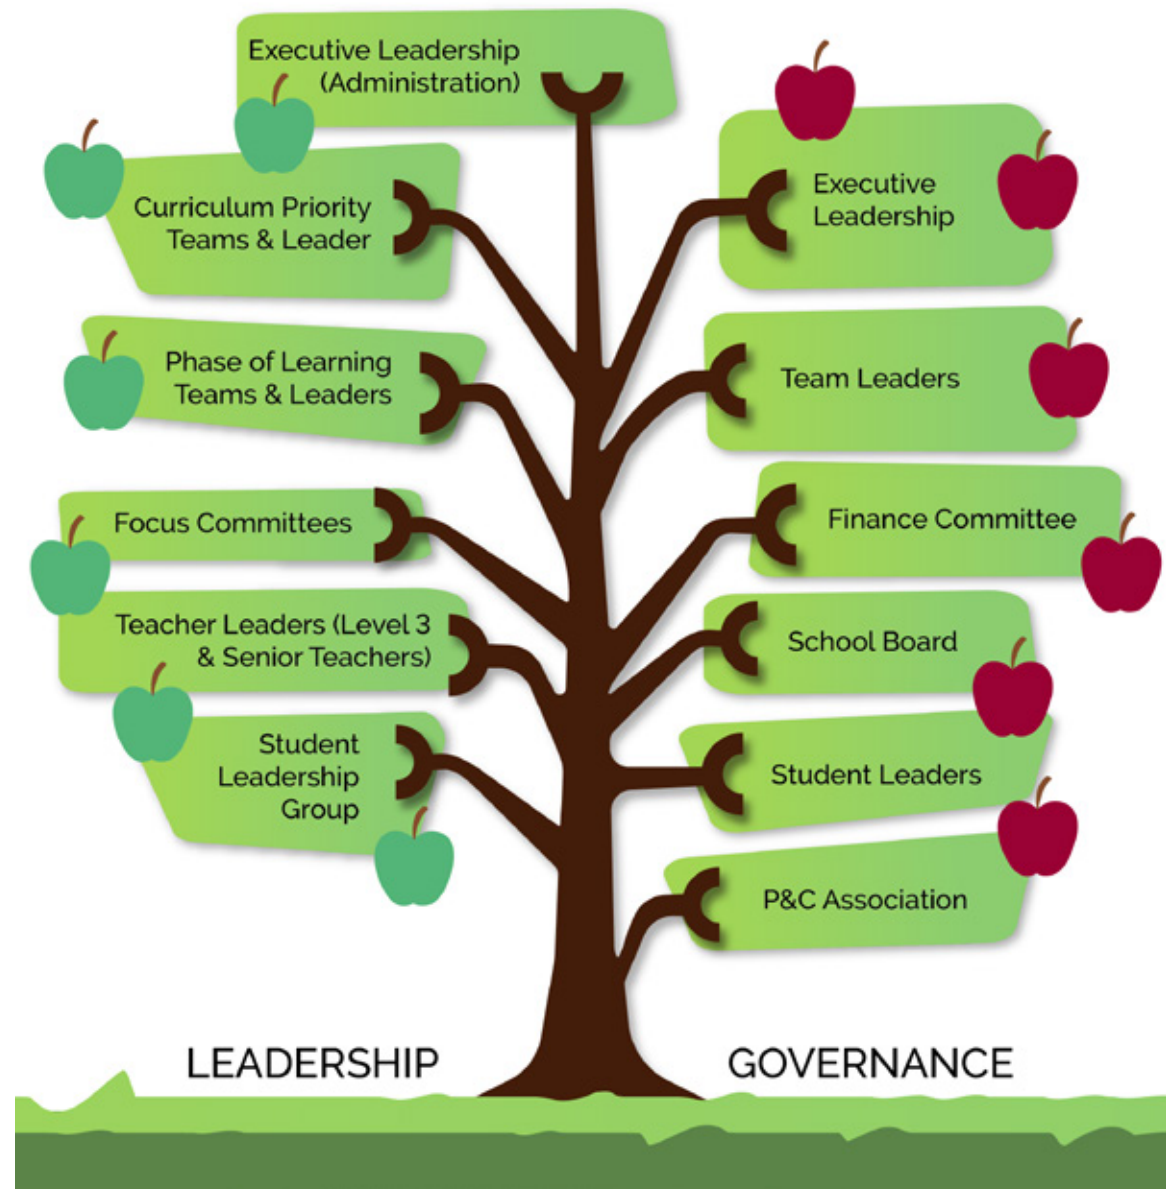 Executive Leadership
(Administration)
Curriculum Priority
Teams & Leader
Phase of Learning
Teams & Leaders
Focus Committees
Teacher Leaders (Level 3
& Senior Teachers)
Student
Leadership
Group
Executive
Leadership
Team Leaders
Finance Committee
School Board
Student Leaders
P&C Association
LEADERSHIP
GOVERNANCE